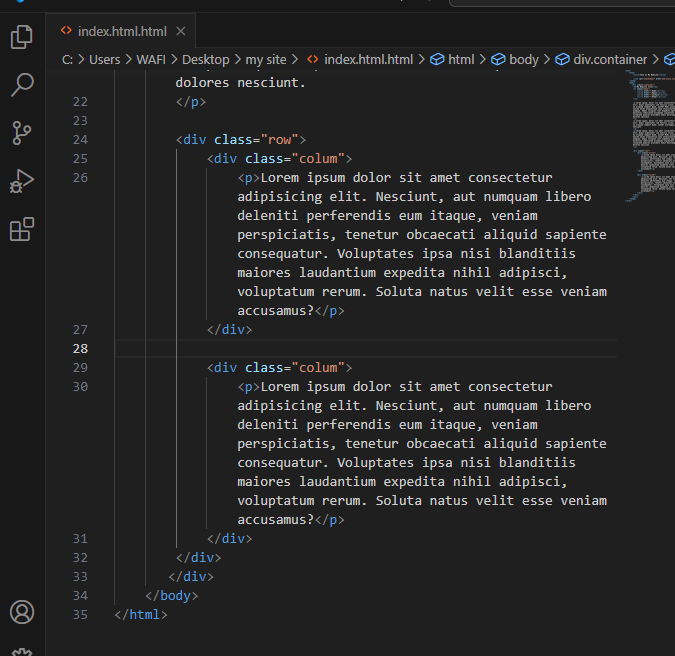 index.html.html
C: > Users > WAFI > Desktop > my site > index.html.html > html > body > div.container >
dolores nesciunt.
22 </p>
23
24 <div class="row">
25 <div class="colum">
26 <p>Lorem ipsum dolor sit amet consectetur
adipisicing elit. Nesciunt, aut numquam libero
deleniti perferendis eum itaque, veniam
perspiciatis, tenetur obcaecati aliquid sapiente
consequatur. Voluptates ipsa nisi blanditiis
maiores laudantium expedita nihil adipisci,
voluptatum rerum. Soluta natus velit esse veniam
accusamus?</p>
27 </div>
28
29 <div class="colum">
30 <p>Lorem ipsum dolor sit amet consectetur
adipisicing elit. Nesciunt, aut numquam libero
deleniti perferendis eum itaque, veniam
perspiciatis, tenetur obcaecati aliquid sapiente
consequatur. Voluptates ipsa nisi blanditiis
maiores laudantium expedita nihil adipisci,
voluptatum rerum. Soluta natus velit esse veniam
accusamus?</p>
31 </div>
32 </div>
33 </div>
34 </body>
35 </html>